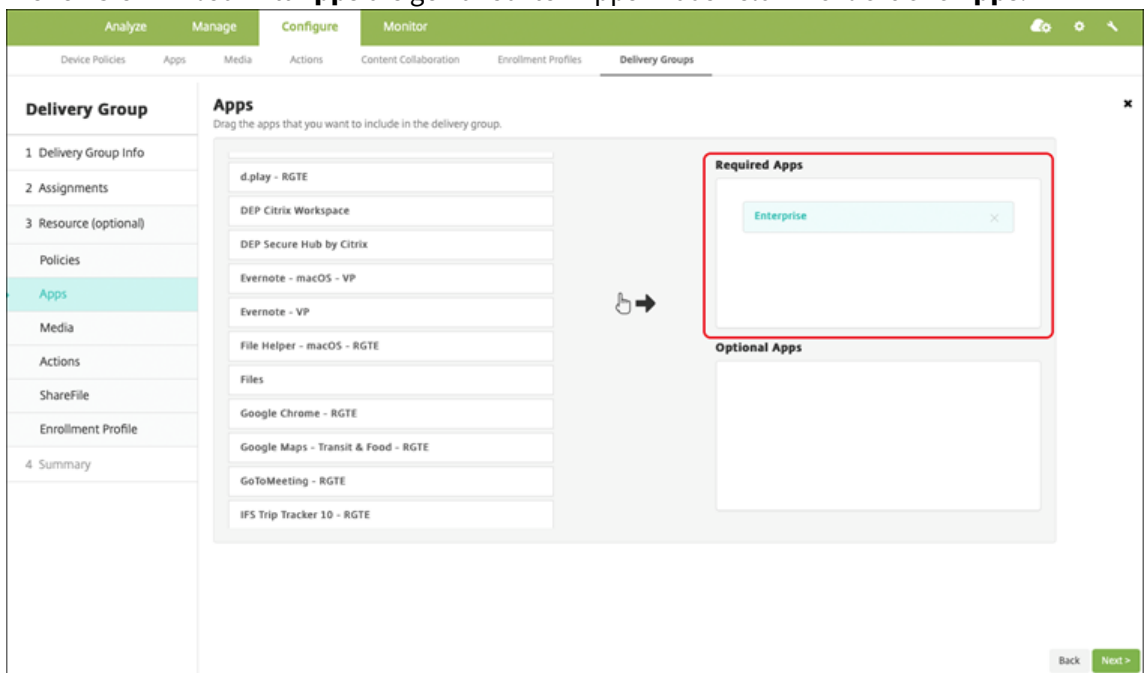 Analyze Manage Configure Monitor
Device Policies Apps Media Actions Content Collaboration Enrollment Profiles Delivery Groups
Delivery Group
1 Delivery Group Info
2 Assignments
3 Resource (optional)
Policies
Apps
Media
Actions
ShareFile
Enrollment Profile
4 Summary
Apps
Drag the apps that you want to include in the delivery group.
d.play - RGTE
DEP Citrix Workspace
DEP Secure Hub by Citrix
Evernote - macOS - VP
Evernote - VP
File Helper - macOS - RGTE
Files
Google Chrome - RGTE
Google Maps - Transit & Food - RGTE
GoToMeeting - RGTE
IFS Trip Tracker 10 - RGTE
Required Apps
Enterprise
Optional Apps
Back Next >